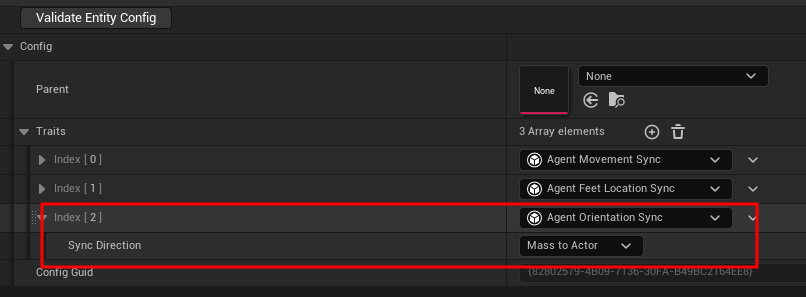 Validate Entity Config
Config
Parent
None
None
Traits
3 Array elements
Index [ 0 ]
Agent Movement Sync
Index [ 1 ]
Agent Feet Location Sync
Index [ 2 ]
Agent Orientation Sync
Sync Direction
Mass to Actor
Config Guid
{82802579-4B09-7136-30FA-B49BC2164EE8}